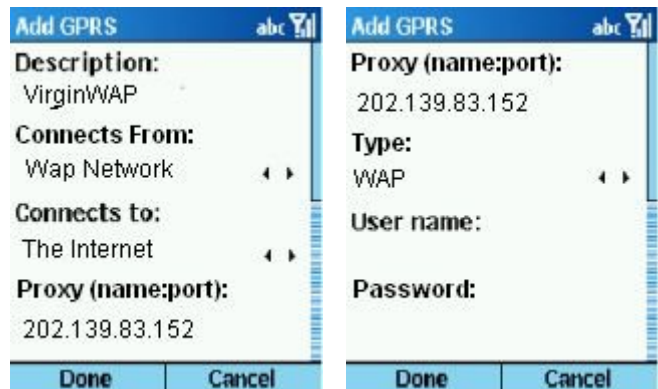 Add GPRS abc
Description:
VirginWAP
Connects From:
Wap Network
Connects to:
The Internet
Proxy (name:port):
202.139.83.152
Done Cancel
Add GPRS abc
Proxy (name:port):
202.139.83.152
Type:
WAP
User name:
Password:
Done Cancel